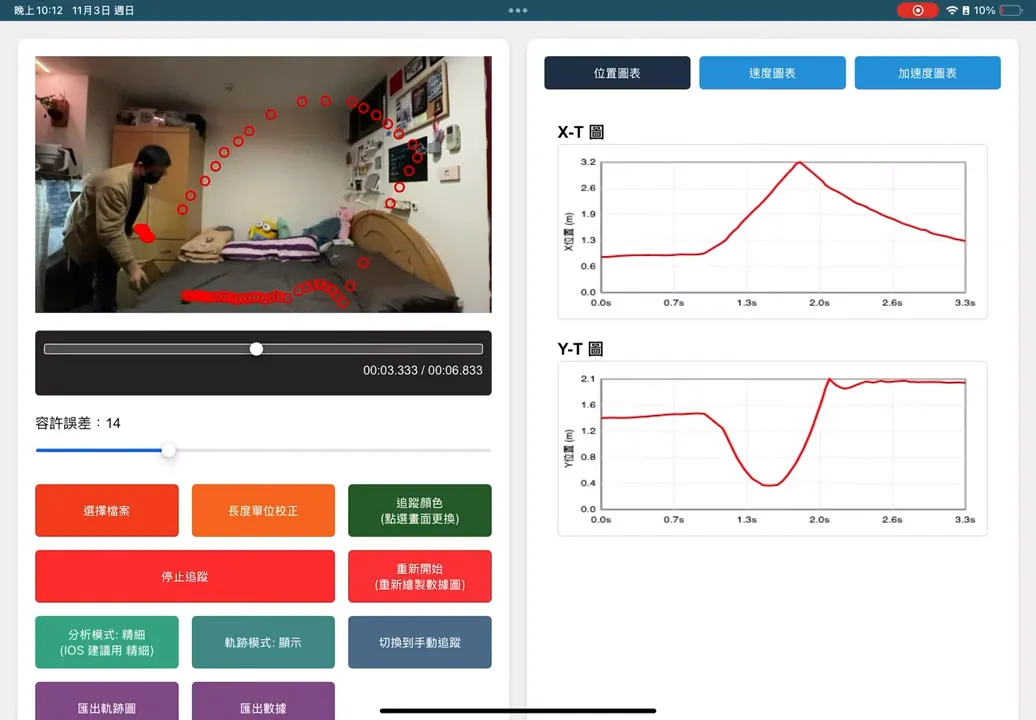 晚上10:12 11月3日 週日
10%
00:03.333 / 00:06.833
容許誤差：14
選擇檔案
長度單位校正
追蹤顏色
(點選畫面更換)
停止追蹤
重新開始
(重新繪製數據圖)
分析模式: 精細
(IOS 建議用 精細)
軌跡模式: 顯示
切換到手動追蹤
匯出軌跡圖
匯出數據
位置圖表
速度圖表
加速度圖表
X-T 圖
3.2
2.6
1.9
1.3
0.6
0.0
X位置 (m)
0.0s 0.7s 1.3s 2.0s 2.6s 3.3s
Y-T 圖
2.1
1.6
1.2
0.8
0.4
0.0
Y位置 (m)
0.0s 0.7s 1.3s 2.0s 2.6s 3.3s